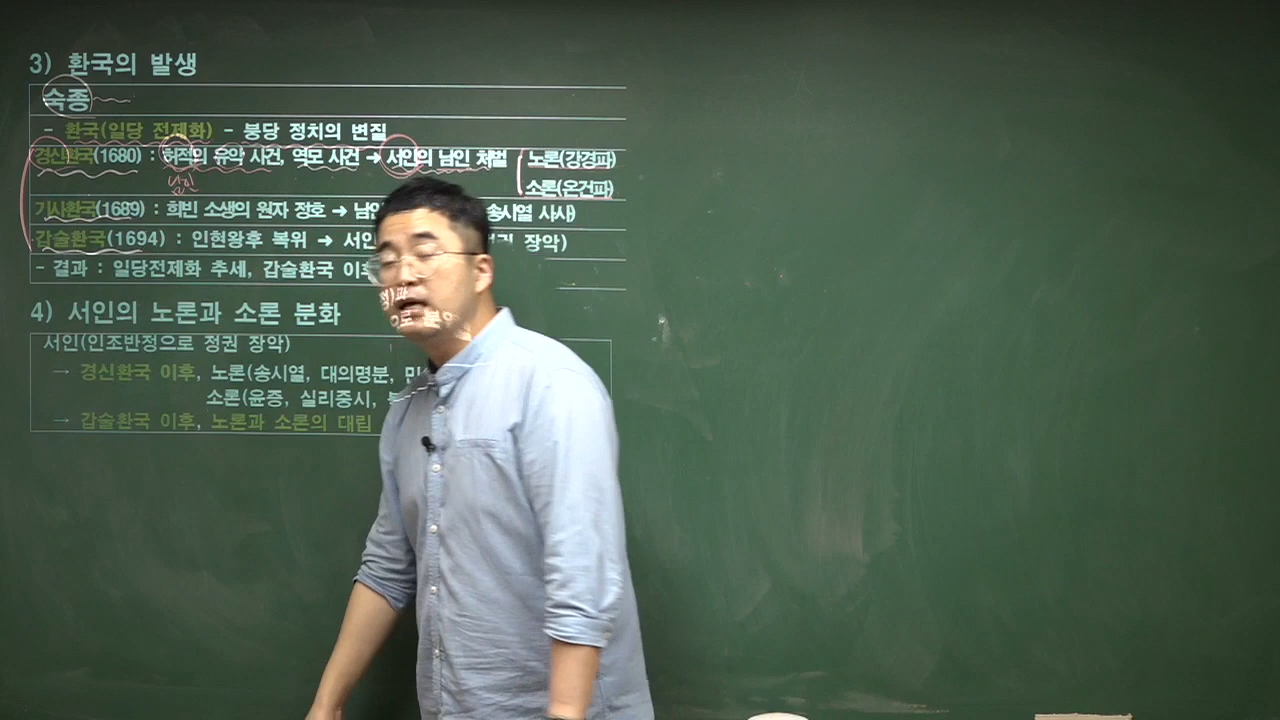 3) 환국의 발생
숙종
- 환국(일당 전제화) - 붕당 정치의 변질
경신환국(1680) : 허적의 유악 사건, 역모 사건 → 서인의 남인 처벌 노론(강경파)
남인 소론(온건파)
기사환국(1689) : 희빈 소생의 원자 정호 → 남인 송시열 사사)
갑술환국(1694) : 인현왕후 복위 → 서인 장악)
- 결과 : 일당전제화 추세, 갑술환국 이후
4) 서인의 노론과 소론 분화
서인(인조반정으로 정권 장악)
→ 경신환국 이후, 노론(송시열, 대의명분,
소론(윤증, 실리중시,
→ 갑술환국 이후, 노론과 소론의 대립